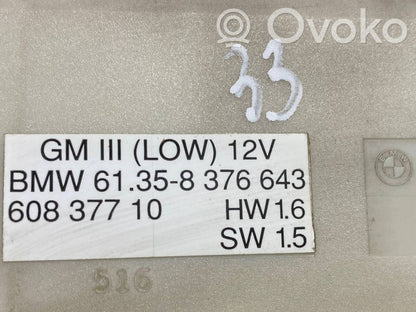 Ovoko
33
GM III (LOW) 12V
BMW 61.35-8 376 643
608 377 10 HW 1.6
SW 1.5
516